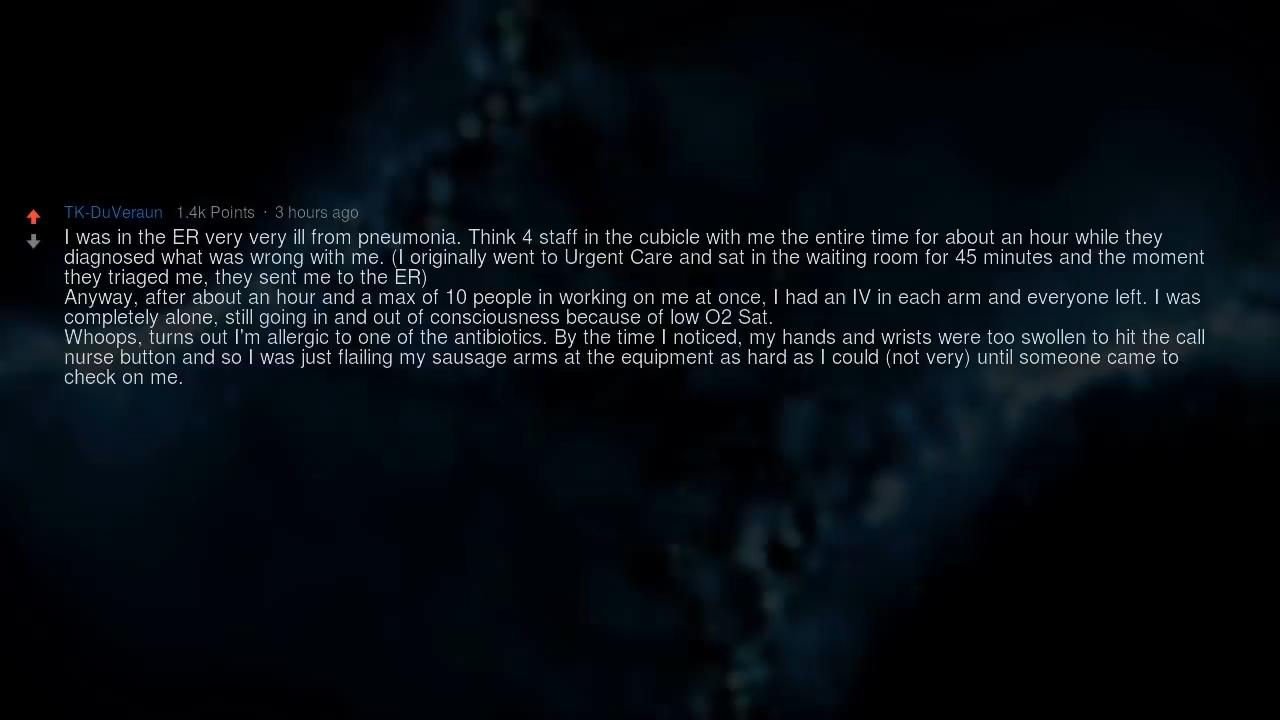 TK-DuVeraun 1.4k Points · 3 hours ago
I was in the ER very very ill from pneumonia. Think 4 staff in the cubicle with me the entire time for about an hour while they
diagnosed what was wrong with me. (I originally went to Urgent Care and sat in the waiting room for 45 minutes and the moment
they triaged me, they sent me to the ER)
Anyway, after about an hour and a max of 10 people in working on me at once, I had an IV in each arm and everyone left. I was
completely alone, still going in and out of consciousness because of low O2 Sat.
Whoops, turns out I'm allergic to one of the antibiotics. By the time I noticed, my hands and wrists were too swollen to hit the call
nurse button and so I was just flailing my sausage arms at the equipment as hard as I could (not very) until someone came to
check on me.